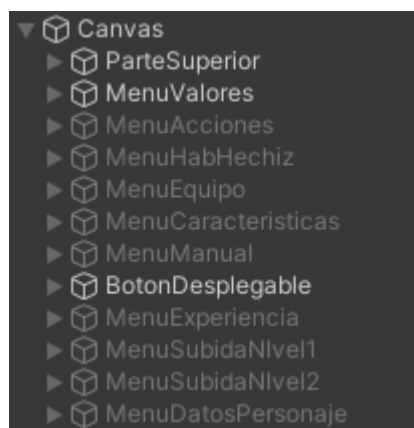 Canvas
ParteSuperior
MenuValores
MenuAcciones
MenuHabHechiz
MenuEquipo
MenuCaracteristicas
MenuManual
BotonDesplegable
MenuExperiencia
MenuSubidaNIvel1
MenuSubidaNIvel2
MenuDatosPersonaje